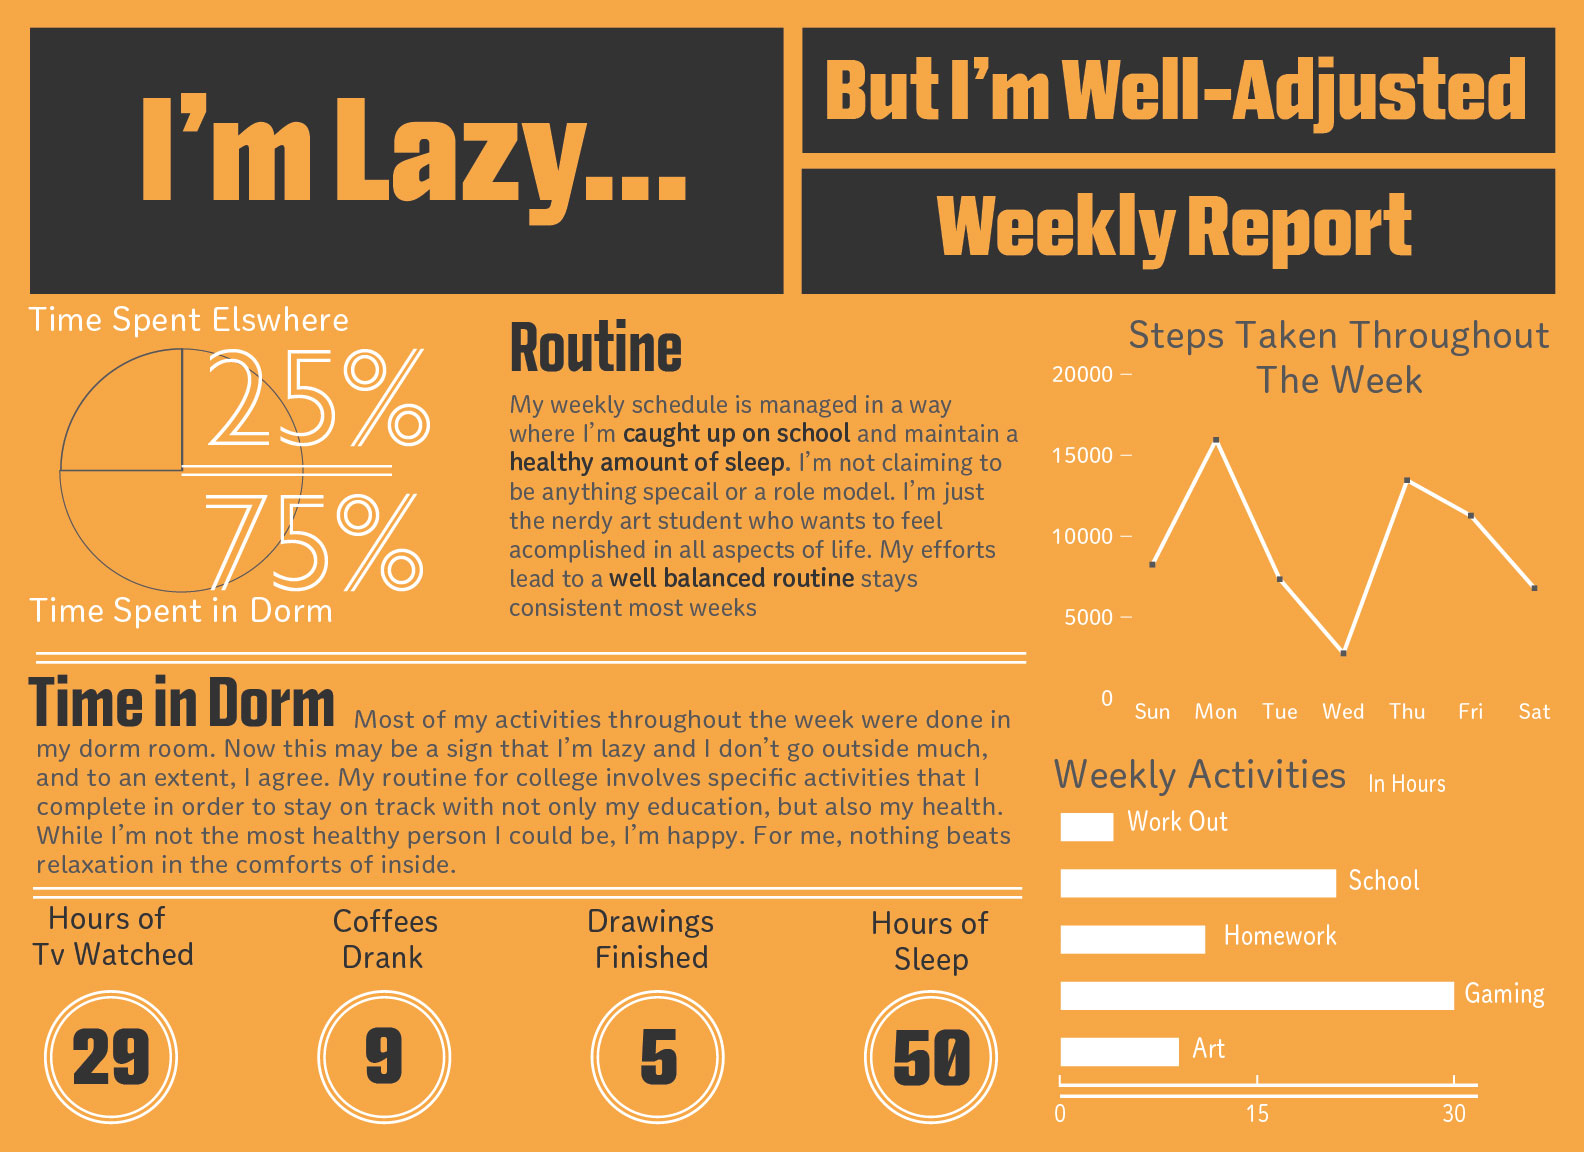 I'm Lazy...
But I'm Well-Adjusted
Weekly Report
Time Spent Elswhere
25%
75%
Time Spent in Dorm
Routine
My weekly schedule is managed in a way
where I'm caught up on school and maintain a
healthy amount of sleep. I'm not claiming to
be anything specail or a role model. I'm just
the nerdy art student who wants to feel
acomplished in all aspects of life. My efforts
lead to a well balanced routine stays
consistent most weeks
Steps Taken Throughout
The Week
20000
15000
10000
5000
0
Sun Mon Tue Wed Thu Fri Sat
Time in Dorm Most of my activities throughout the week were done in
my dorm room. Now this may be a sign that I'm lazy and I don't go outside much,
and to an extent, I agree. My routine for college involves specific activities that I
complete in order to stay on track with not only my education, but also my health.
While I'm not the most healthy person I could be, I'm happy. For me, nothing beats
relaxation in the comforts of inside.
Hours of
Tv Watched
29
Coffees
Drank
9
Drawings
Finished
5
Hours of
Sleep
50
Weekly Activities In Hours
Work Out
School
Homework
Gaming
Art
0 15 30